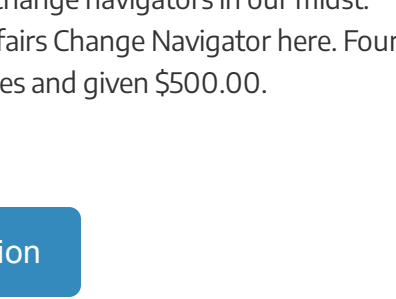 change navigators in our midst.
fairs Change Navigator here. Four
es and given $500.00.
ion